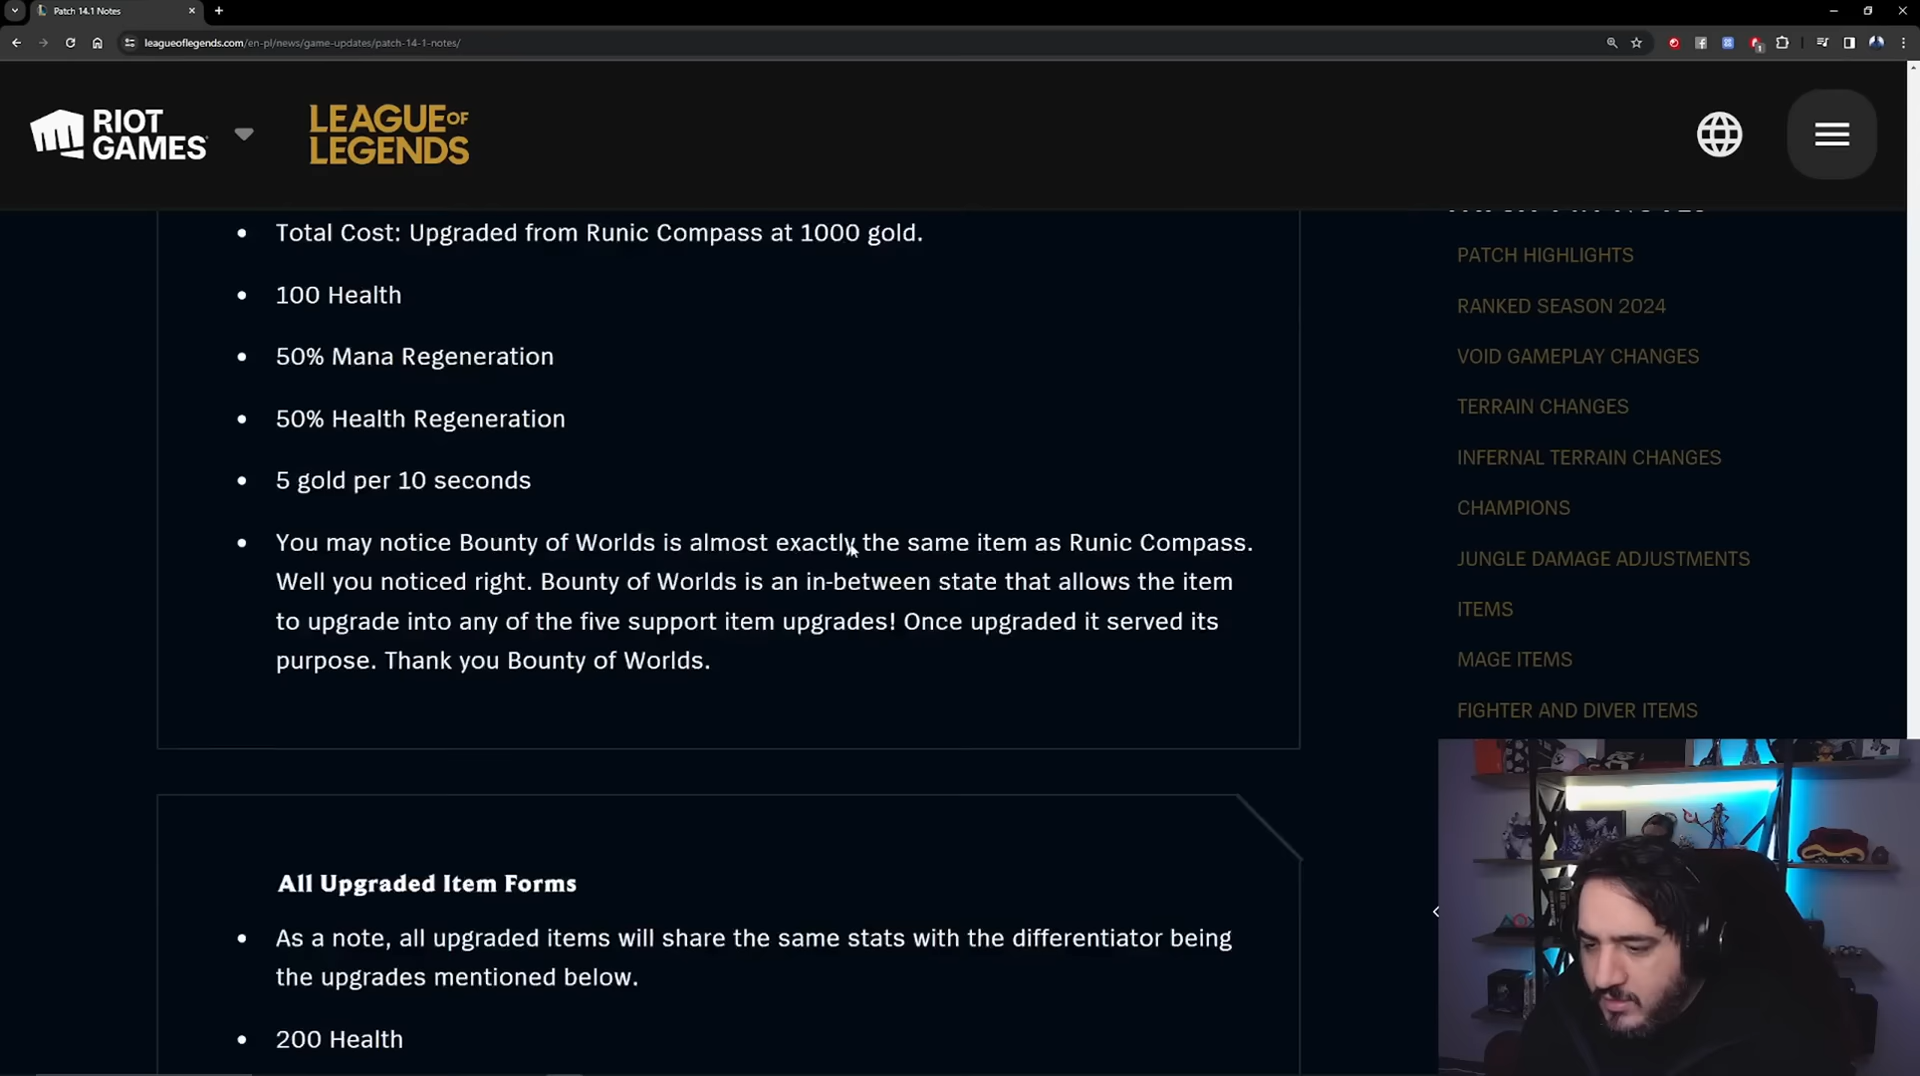 Patch 14.1 Notes
leagueoflegends.com/en-pl/news/game-updates/patch-14-1-notes/
RIOT
GAMES
LEAGUE OF
LEGENDS
• Total Cost: Upgraded from Runic Compass at 1000 gold.
• 100 Health
• 50% Mana Regeneration
• 50% Health Regeneration
• 5 gold per 10 seconds
• You may notice Bounty of Worlds is almost exactly the same item as Runic Compass.
Well you noticed right. Bounty of Worlds is an in-between state that allows the item
to upgrade into any of the five support item upgrades! Once upgraded it served its
purpose. Thank you Bounty of Worlds.
All Upgraded Item Forms
• As a note, all upgraded items will share the same stats with the differentiator being
the upgrades mentioned below.
• 200 Health
PATCH HIGHLIGHTS
RANKED SEASON 2024
VOID GAMEPLAY CHANGES
TERRAIN CHANGES
INFERNAL TERRAIN CHANGES
CHAMPIONS
JUNGLE DAMAGE ADJUSTMENTS
ITEMS
MAGE ITEMS
FIGHTER AND DIVER ITEMS